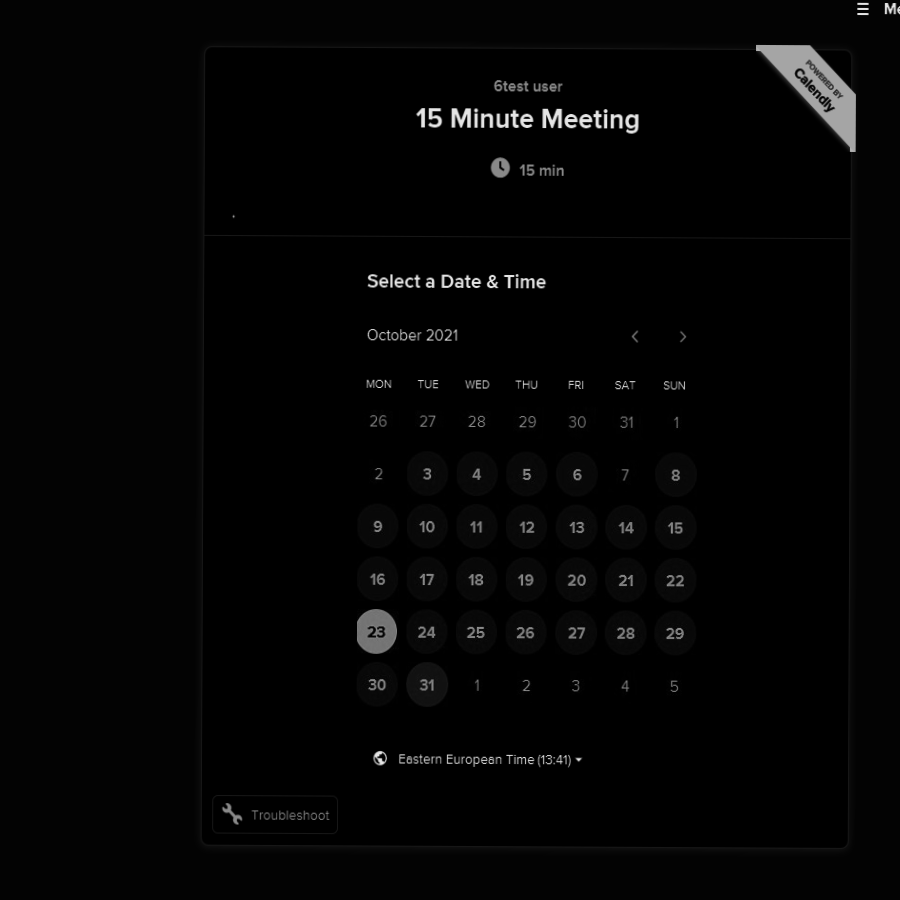 ☰ Me
POWERED BY
Calendly
6test user
15 Minute Meeting
15 min
Select a Date & Time
October 2021
MON TUE WED THU FRI SAT SUN
26 27 28 29 30 31 1
2 3 4 5 6 7 8
9 10 11 12 13 14 15
16 17 18 19 20 21 22
23 24 25 26 27 28 29
30 31 1 2 3 4 5
Eastern European Time (13:41)
Troubleshoot